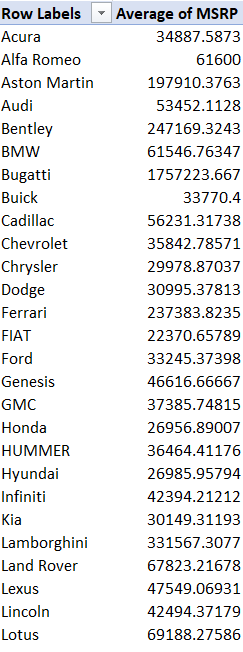 Row Labels Average of MSRP
Acura 34887.5873
Alfa Romeo 61600
Aston Martin 197910.3763
Audi 53452.1128
Bentley 247169.3243
BMW 61546.76347
Bugatti 1757223.667
Buick 33770.4
Cadillac 56231.31738
Chevrolet 35842.78571
Chrysler 29978.87037
Dodge 30995.37813
Ferrari 237383.8235
FIAT 22370.65789
Ford 33245.37398
Genesis 46616.66667
GMC 37385.74815
Honda 26956.89007
HUMMER 36464.41176
Hyundai 26985.95794
Infiniti 42394.21212
Kia 30149.31193
Lamborghini 331567.3077
Land Rover 67823.21678
Lexus 47549.06931
Lincoln 42494.37179
Lotus 69188.27586